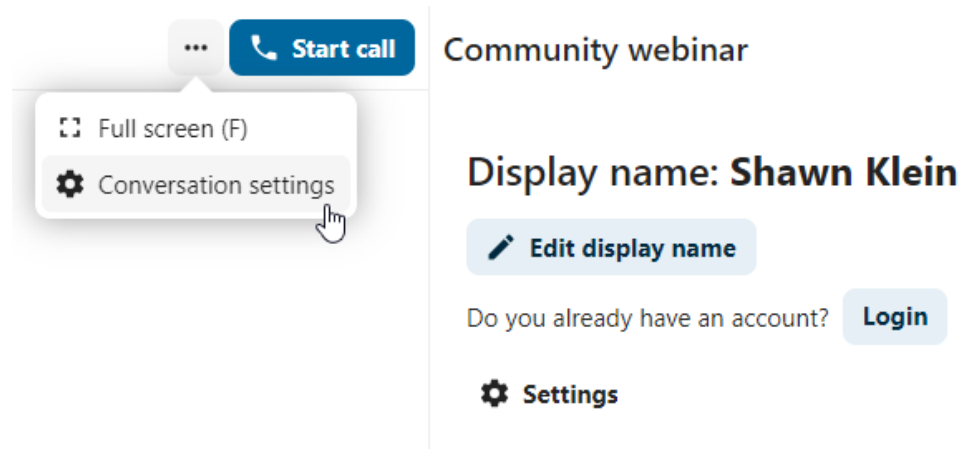 Start call
Full screen (F)
Conversation settings
Community webinar
Display name: Shawn Klein
Edit display name
Do you already have an account? Login
Settings